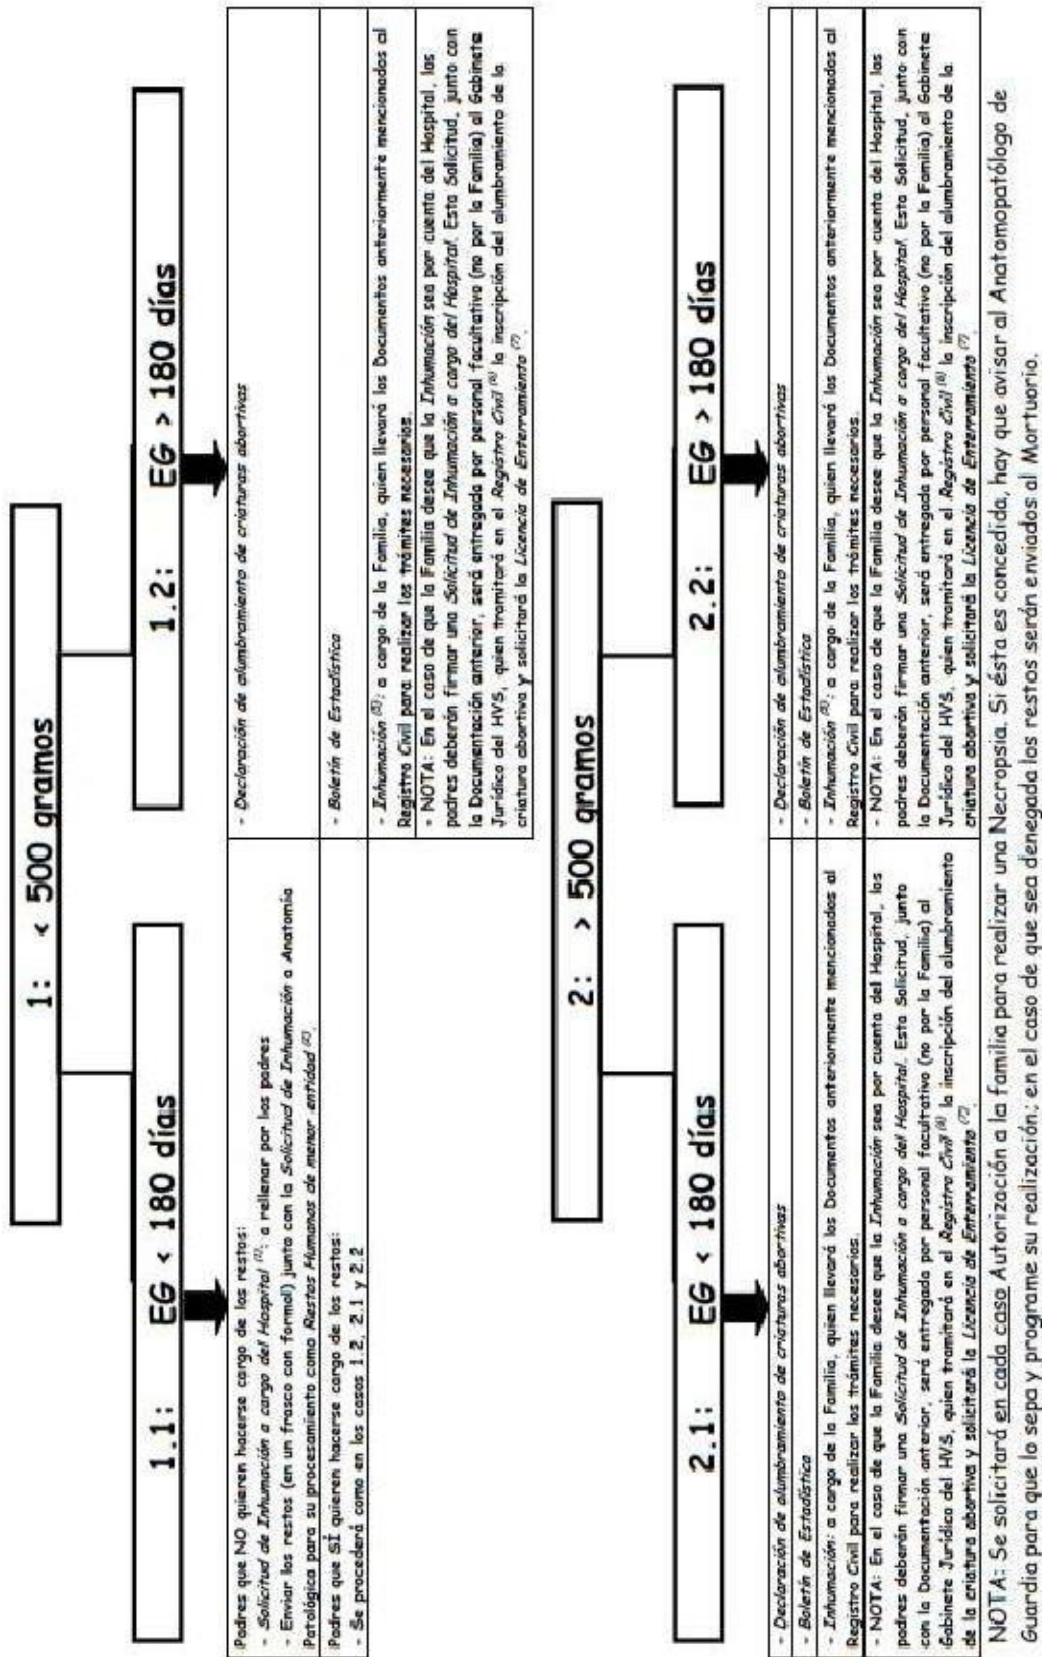 1: < 500 gramos
1.1: EG < 180 días
Padres que NO quieren hacerse cargo de los restos:
- Solicitud de Inhumación a cargo del Hospital (1): a rellenar por los padres
- Enviar los restos (en un frasco con formol) junto con la Solicitud de Inhumación a Anatomía
Patológica para su procesamiento como Restos Humanos de menor entidad (2).
Padres que SÍ quieren hacerse cargo de los restos:
- Se procederá como en los casos 1.2, 2.1 y 2.2
1.2: EG > 180 días
- Declaración de alumbramiento de criaturas abortivas
- Boletín de Estadística
- Inhumación: a cargo de la Familia, quien llevará los Documentos anteriormente mencionados al
Registro Civil para realizar los trámites necesarios.
- NOTA: En el caso de que la Familia desee que la Inhumación sea por cuenta del Hospital, los
padres deberán firmar una Solicitud de Inhumación a cargo del Hospital. Esta Solicitud, junto con
la Documentación anterior, será entregada por personal facultativo (no por la Familia) al Gabinete
Jurídico del HVS, quien tramitará en el Registro Civil la inscripción del alumbramiento de la
criatura abortiva y solicitará la Licencia de Enterramiento (7).
2: > 500 gramos
2.1: EG < 180 días
- Declaración de alumbramiento de criaturas abortivas
- Boletín de Estadística
- Inhumación: a cargo de la Familia, quien llevará los Documentos anteriormente mencionados al
Registro Civil para realizar los trámites necesarios.
- NOTA: En el caso de que la Familia desee que la Inhumación sea por cuenta del Hospital, los
padres deberán firmar una Solicitud de Inhumación a cargo del Hospital. Esta Solicitud, junto
con la Documentación anterior, será entregado por personal facultativo (no por la Familia) al
Gabinete Jurídico del HVS, quien tramitará en el Registro Civil la inscripción del alumbramiento
de la criatura abortiva y solicitará la Licencia de Enterramiento (7).
2.2: EG > 180 días
- Declaración de alumbramiento de criaturas abortivas
- Boletín de Estadística
- Inhumación: a cargo de la Familia, quien llevará los Documentos anteriormente mencionados al
Registro Civil para realizar los trámites necesarios.
- NOTA: En el caso de que la Familia desee que la Inhumación sea por cuenta del Hospital, los
padres deberán firmar una Solicitud de Inhumación a cargo del Hospital. Esta Solicitud, junto con
la Documentación anterior, será entregada por personal facultativo (no por la Familia) al Gabinete
Jurídico del HVS, quien tramitará en el Registro Civil la inscripción del alumbramiento de la
criatura abortiva y solicitará la Licencia de Enterramiento (7).
NOTA: Se solicitará en cada caso Autorización a la familia para realizar una Necropsia. Si ésta es concedida, hay que avisar al Anatomopatólogo de
Guardia para que lo sepa y programe su realización; en el caso de que sea denegada los restos serán enviados al Mortuorio.